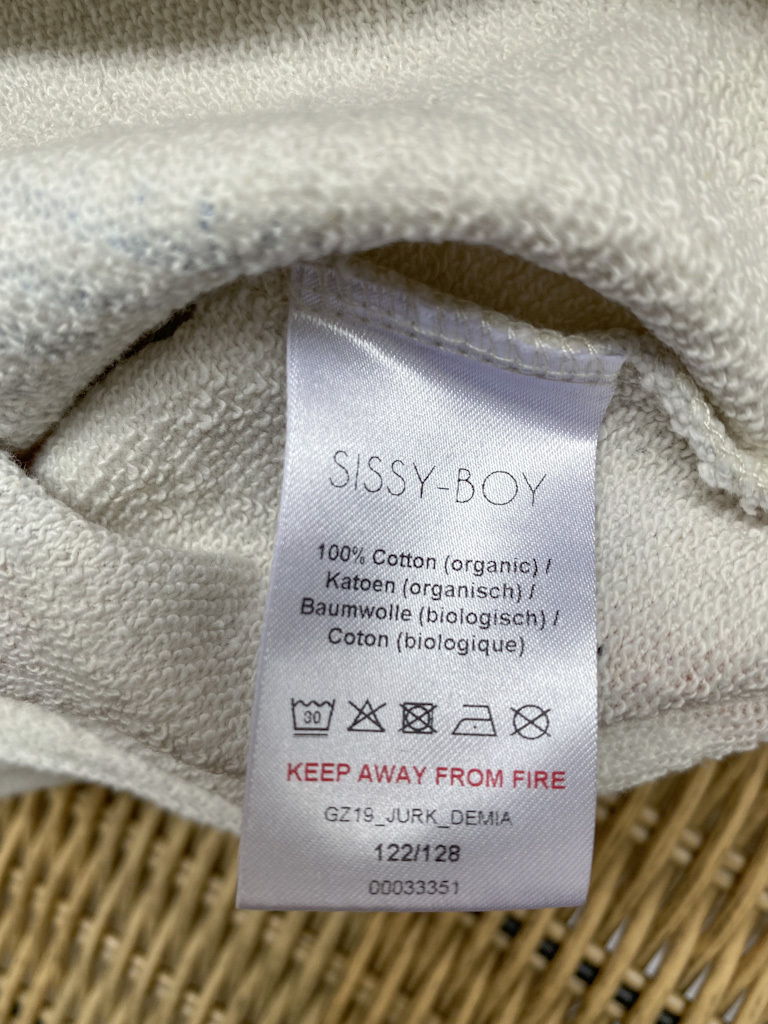 SISSY-BOY
100% Cotton (organic) /
Katoen (organisch) /
Baumwolle (biologisch) /
Coton (biologique)
30
KEEP AWAY FROM FIRE
GZ19_JURK_DEMIA
122/128
00033351